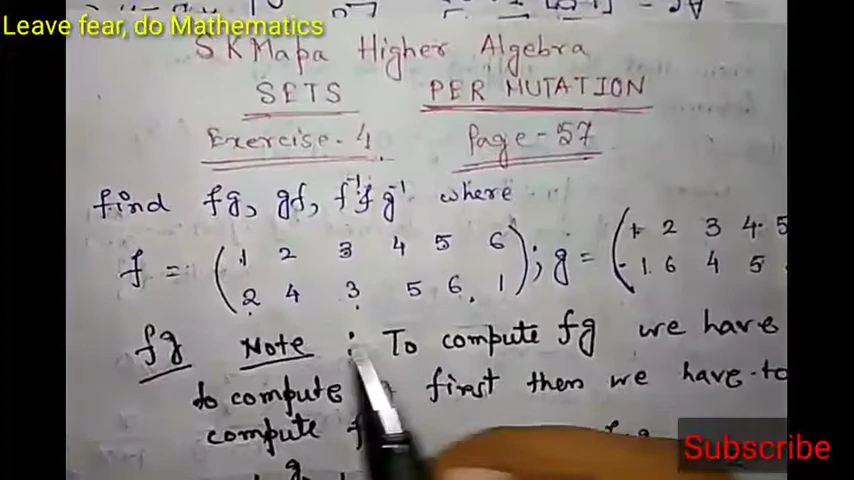 Leave fear, do Mathematics
SK Mapa Higher Algebra
SETS PERMUTATION
Exercise-4 Page-57
find fg, gf, f⁻¹, g⁻¹ where
f = ( 1 2 3 4 5 6 ) ; g = ( 1 2 3 4 5
2 4 3 5 6 1 1 6 4 5
fg Note : To compute fg we have
to compute first then we have to
compute
Subscribe